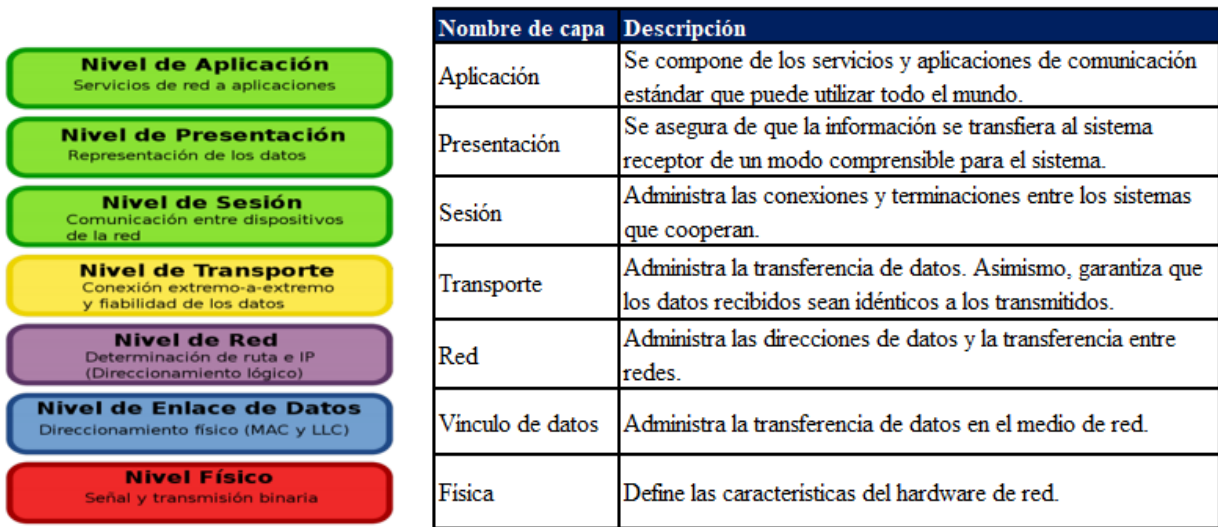 Nivel de Aplicación
Servicios de red a aplicaciones
Nivel de Presentación
Representación de los datos
Nivel de Sesión
Comunicación entre dispositivos
de la red
Nivel de Transporte
Conexión extremo-a-extremo
y fiabilidad de los datos
Nivel de Red
Determinación de ruta e IP
(Direccionamiento lógico)
Nivel de Enlace de Datos
Direccionamiento físico (MAC y LLC)
Nivel Físico
Señal y transmisión binaria
Nombre de capa Descripción
Aplicación
Se compone de los servicios y aplicaciones de comunicación
estándar que puede utilizar todo el mundo.
Presentación
Se asegura de que la información se transfiera al sistema
receptor de un modo comprensible para el sistema.
Sesión
Administra las conexiones y terminaciones entre los sistemas
que cooperan.
Transporte
Administra la transferencia de datos. Asimismo, garantiza que
los datos recibidos sean idénticos a los transmitidos.
Red
Administra las direcciones de datos y la transferencia entre
redes.
Vínculo de datos Administra la transferencia de datos en el medio de red.
Física Define las características del hardware de red.